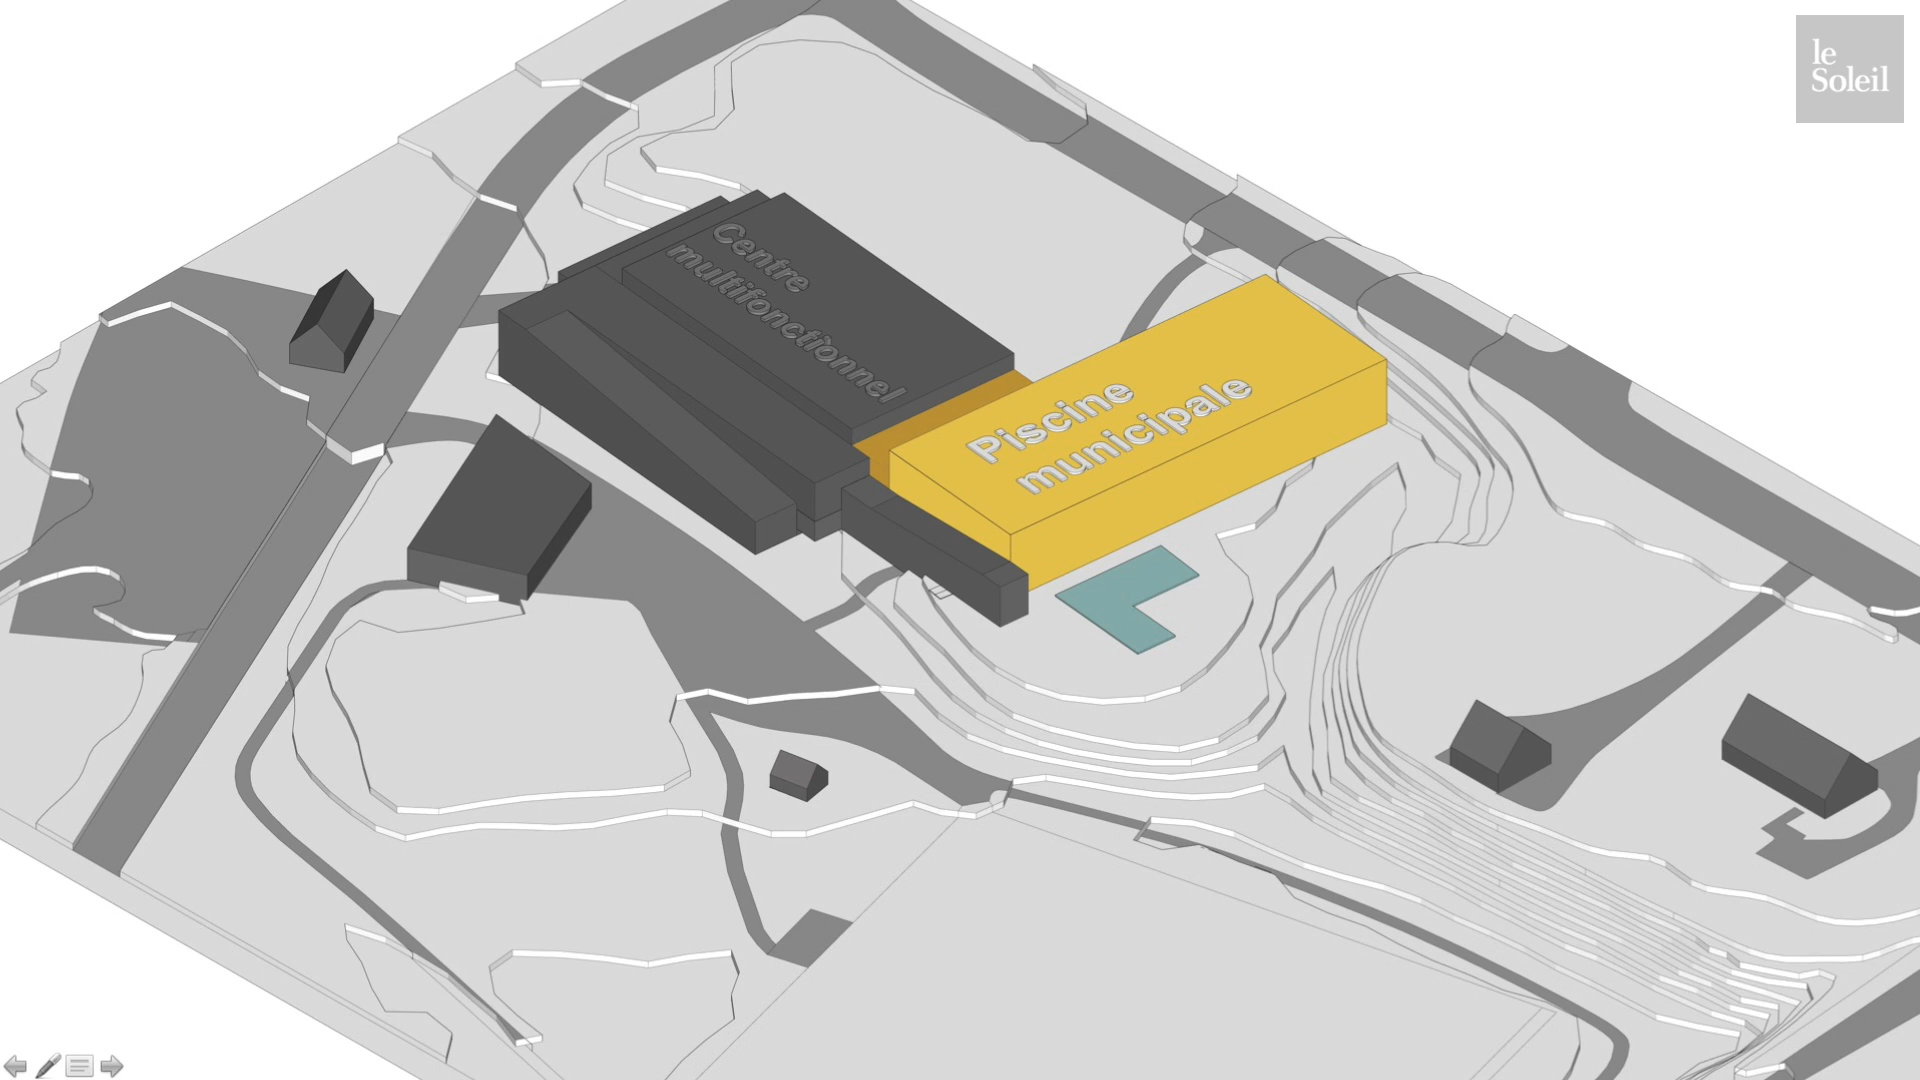 le
Soleil
Centre
multifonctionnel
Piscine
municipale